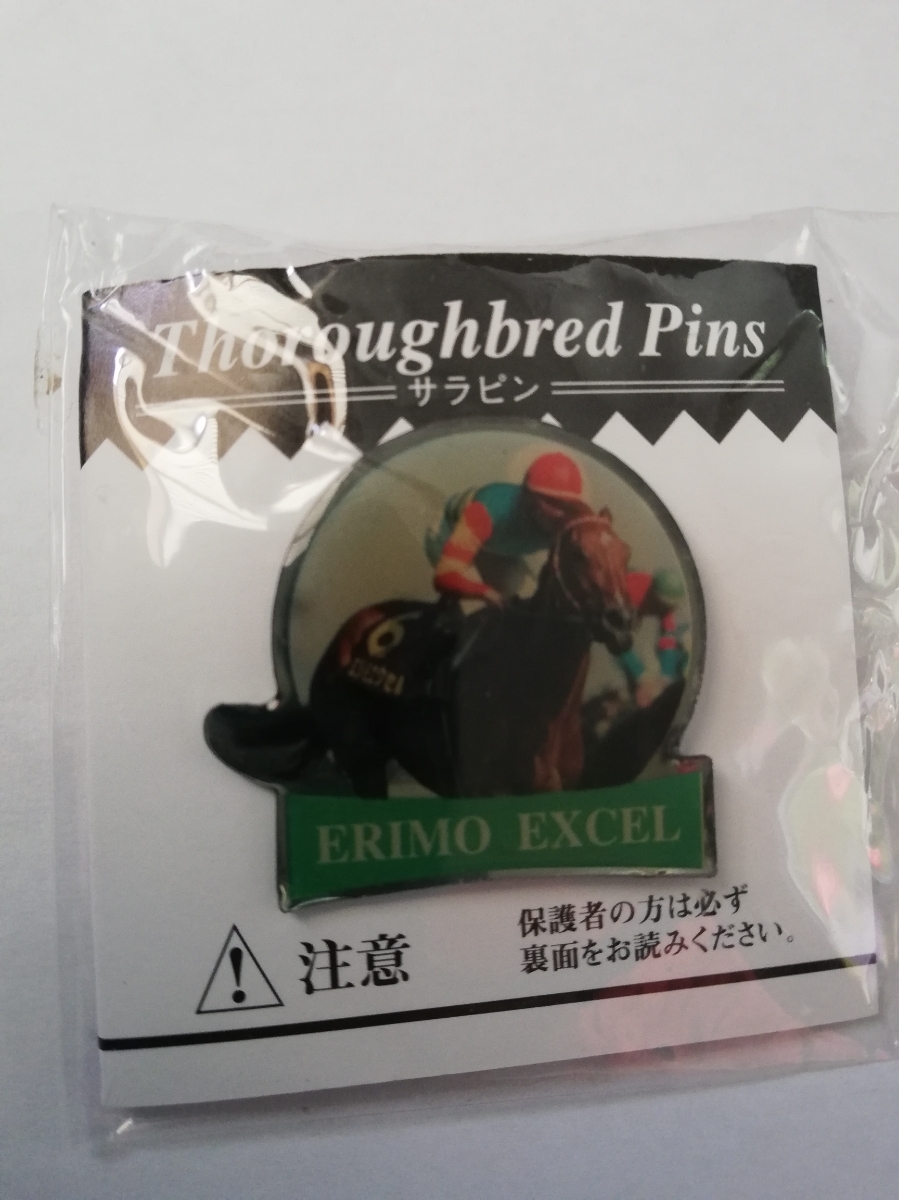 Thoroughbred Pins
サラピン
6
ERIMO EXCEL
注意
保護者の方は必ず
裏面をお読みください。